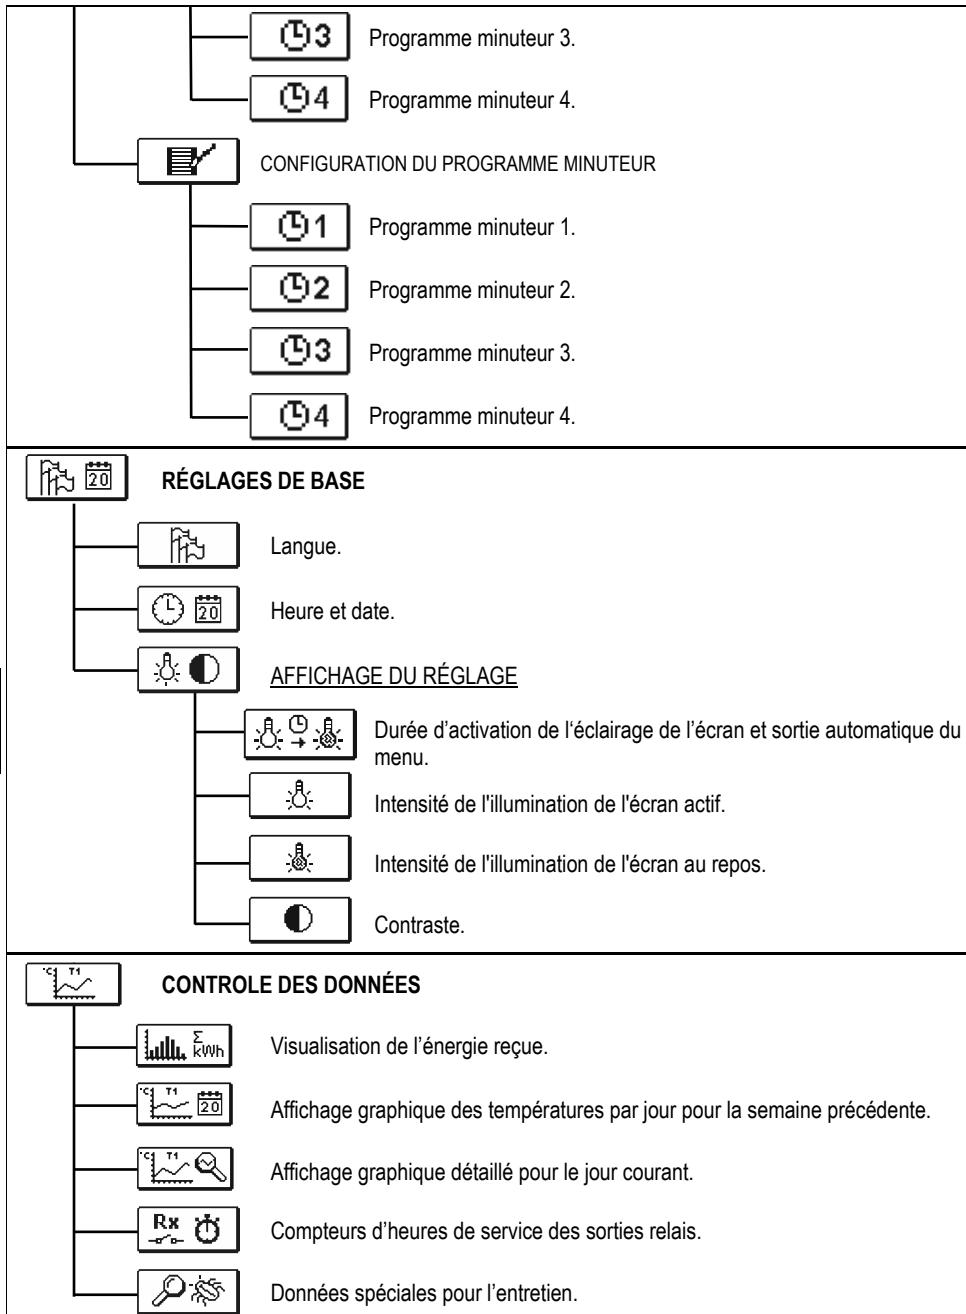 3 Programme minuteur 3.
4 Programme minuteur 4.
CONFIGURATION DU PROGRAMME MINUTEUR
1 Programme minuteur 1.
2 Programme minuteur 2.
3 Programme minuteur 3.
4 Programme minuteur 4.
20 RÉGLAGES DE BASE
Langue.
20 Heure et date.
AFFICHAGE DU RÉGLAGE
Durée d’activation de l‘éclairage de l’écran et sortie automatique du
menu.
Intensité de l'illumination de l'écran actif.
Intensité de l'illumination de l'écran au repos.
Contraste.
°C T1 CONTROLE DES DONNÉES
Σ kWh Visualisation de l’énergie reçue.
°C T1 20 Affichage graphique des températures par jour pour la semaine précédente.
°C T1 Affichage graphique détaillé pour le jour courant.
Rx Compteurs d’heures de service des sorties relais.
Données spéciales pour l’entretien.